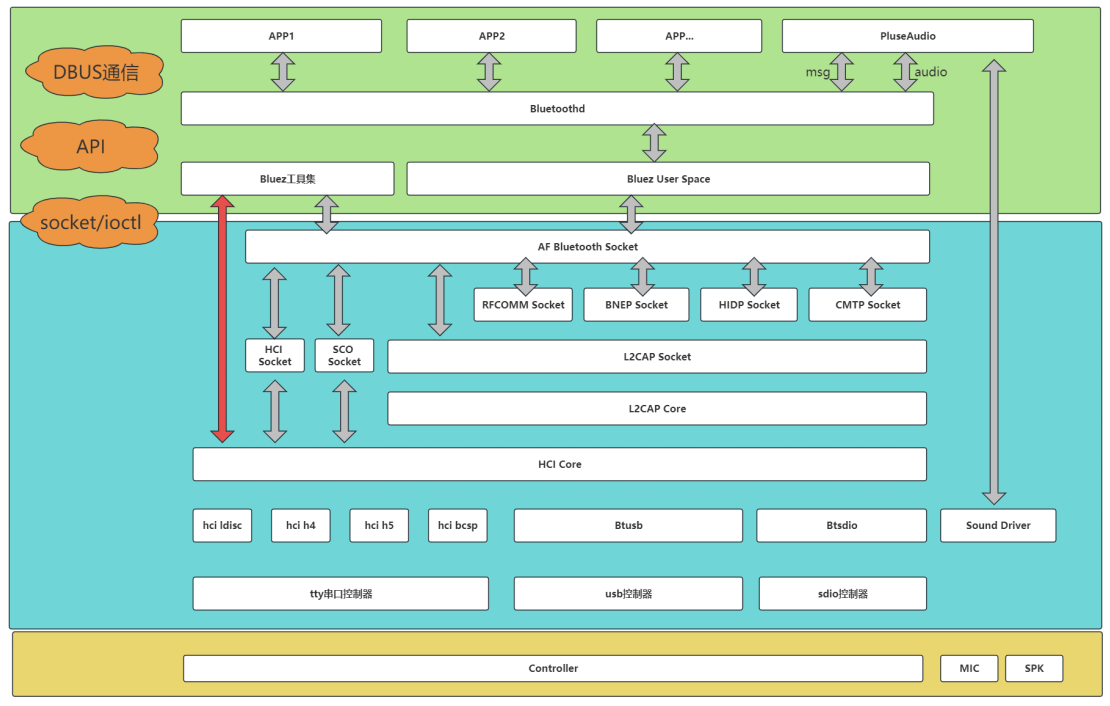 APP1
APP2
APP...
PluseAudio
DBUS通信
msg
audio
Bluetoothd
API
Bluez工具集
Bluez User Space
socket/ioctl
AF Bluetooth Socket
RFCOMM Socket
BNEP Socket
HIDP Socket
CMTP Socket
HCI
Socket
SCO
Socket
L2CAP Socket
L2CAP Core
HCI Core
hci ldisc
hci h4
hci h5
hci bcsp
Btusb
Btsdio
Sound Driver
tty串口控制器
usb控制器
sdio控制器
Controller
MIC
SPK